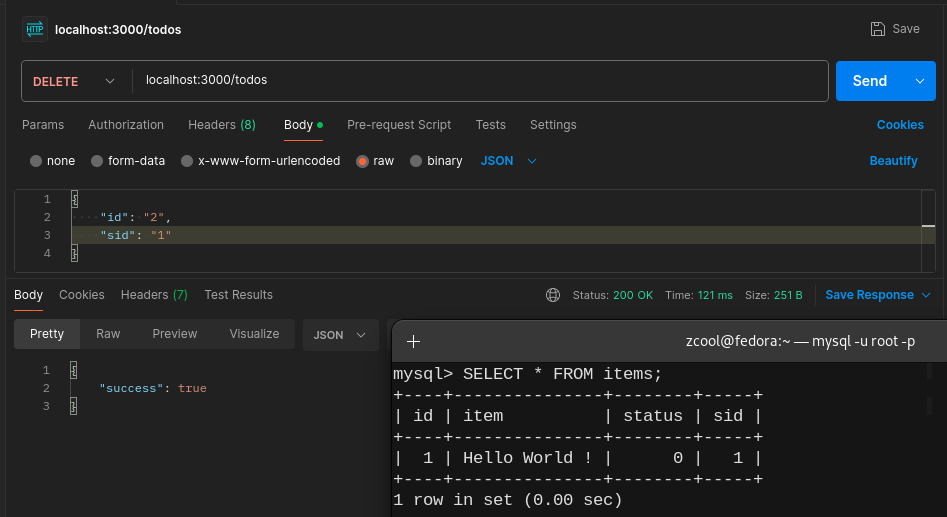 HTTP localhost:3000/todos Save
DELETE localhost:3000/todos Send
Params Authorization Headers (8) Body Pre-request Script Tests Settings Cookies
none form-data x-www-form-urlencoded raw binary JSON Beautify
1 {
2 "id": "2",
3 "sid": "1"
4 }
Body Cookies Headers (7) Test Results Status: 200 OK Time: 121 ms Size: 251 B Save Response
Pretty Raw Preview Visualize JSON
1 {
2 "success": true
3 }
+ zcool@fedora:~ — mysql -u root -p
mysql> SELECT * FROM items;
+----+---------------+--------+-----+
| id | item          | status | sid |
+----+---------------+--------+-----+
|  1 | Hello World ! |      0 |   1 |
+----+---------------+--------+-----+
1 row in set (0.00 sec)